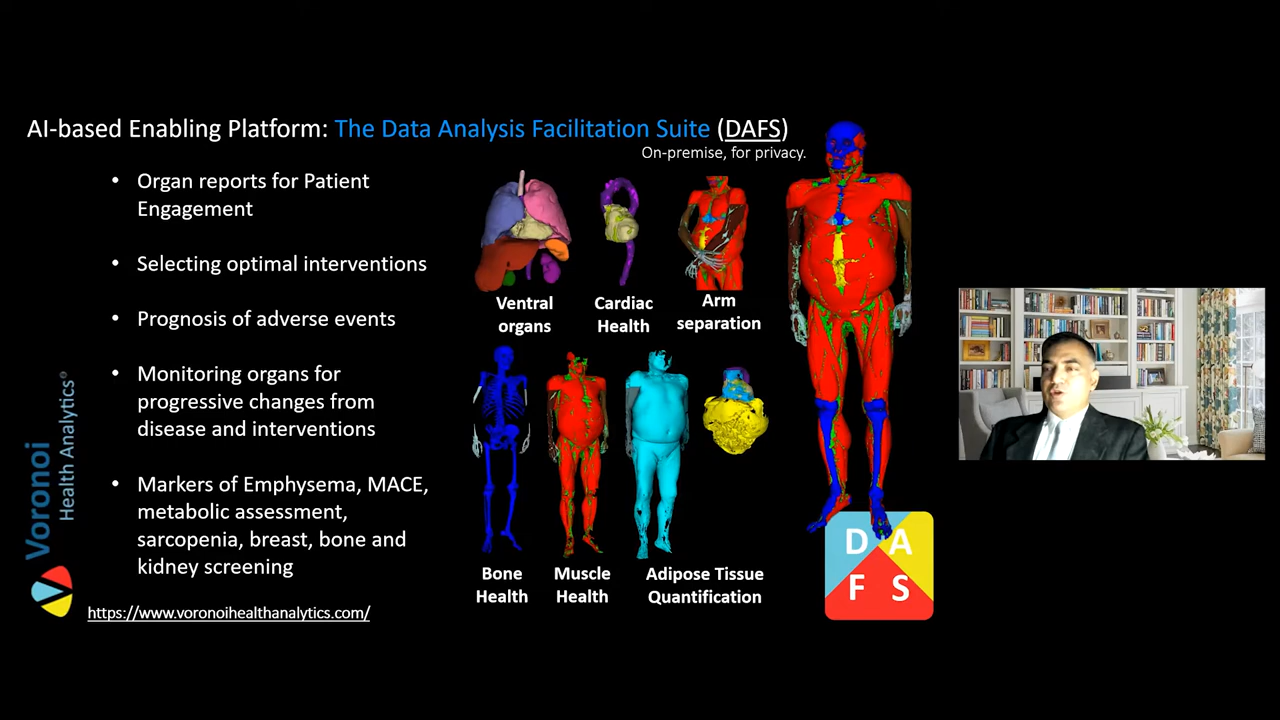 AI-based Enabling Platform: The Data Analysis Facilitation Suite (DAFS)
On-premise, for privacy.
• Organ reports for Patient
Engagement
• Selecting optimal interventions
• Prognosis of adverse events
• Monitoring organs for
progressive changes from
disease and interventions
• Markers of Emphysema, MACE,
metabolic assessment,
sarcopenia, breast, bone and
kidney screening
https://www.voronoihealthanalytics.com/
Voronoi
Health Analytics®
Ventral
organs
Cardiac
Health
Arm
separation
Bone
Health
Muscle
Health
Adipose Tissue
Quantification
D A
F S